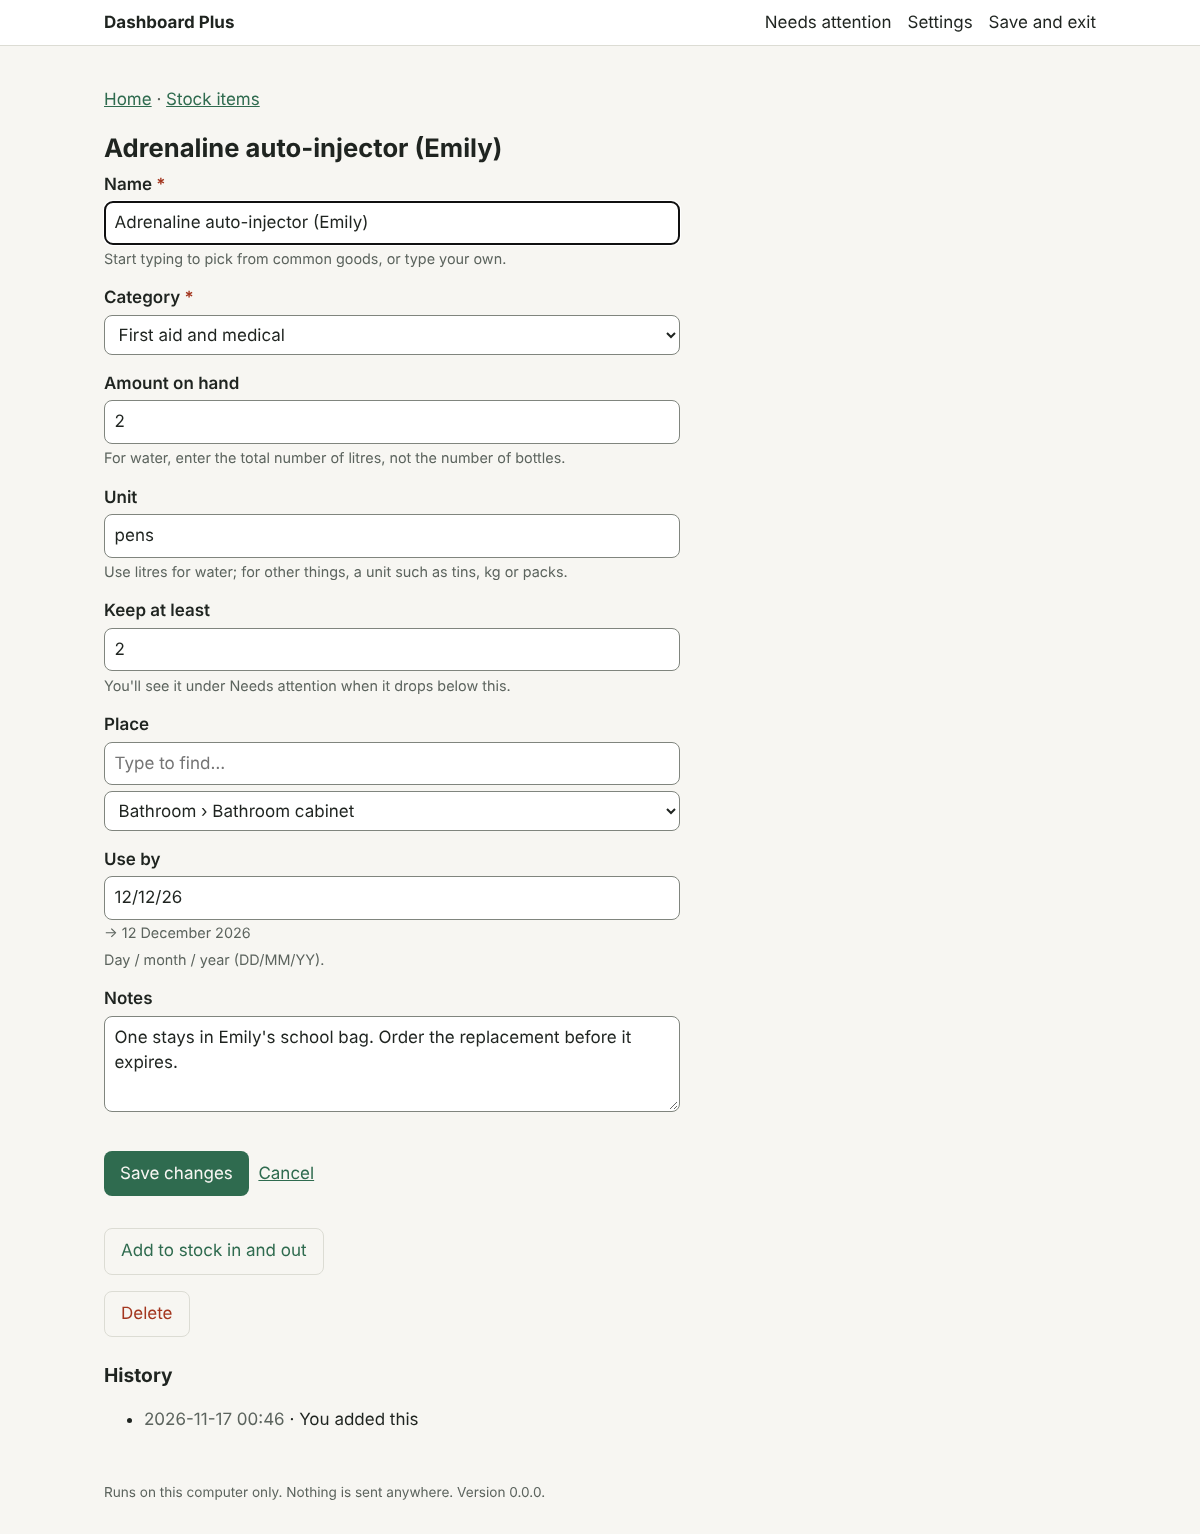 Dashboard Plus
Needs attention Settings Save and exit
Home · Stock items
Adrenaline auto-injector (Emily)
Name *
Adrenaline auto-injector (Emily)
Start typing to pick from common goods, or type your own.
Category *
First aid and medical
Amount on hand
2
For water, enter the total number of litres, not the number of bottles.
Unit
pens
Use litres for water; for other things, a unit such as tins, kg or packs.
Keep at least
2
You'll see it under Needs attention when it drops below this.
Place
Type to find...
Bathroom › Bathroom cabinet
Use by
12/12/26
→ 12 December 2026
Day / month / year (DD/MM/YY).
Notes
One stays in Emily's school bag. Order the replacement before it
expires.
Save changes Cancel
Add to stock in and out
Delete
History
• 2026-11-17 00:46 · You added this
Runs on this computer only. Nothing is sent anywhere. Version 0.0.0.